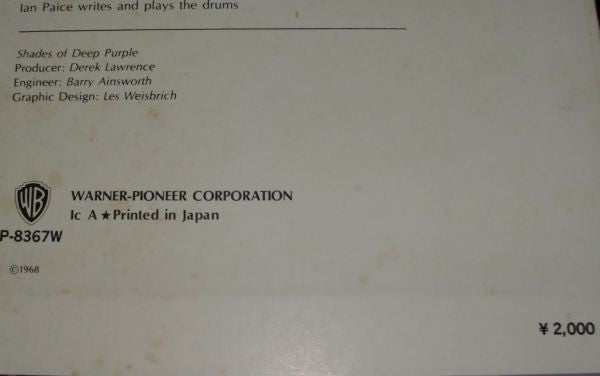 Ian Paice writes and plays the drums
Shades of Deep Purple
Producer: Derek Lawrence
Engineer: Barry Ainsworth
Graphic Design: Les Weisbrich
WB
WARNER-PIONEER CORPORATION
Ic A ★ Printed in Japan
P-8367W
©1968
¥ 2,000